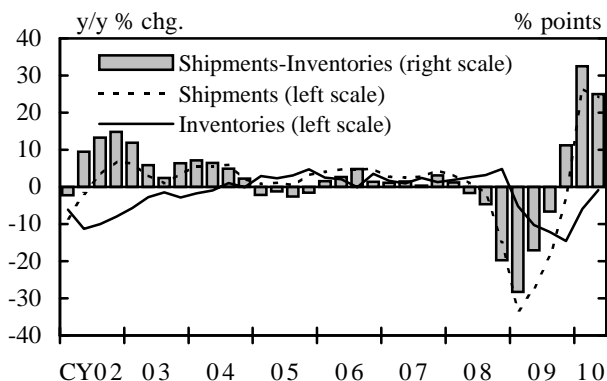 y/y % chg. % points
40
30
20
10
0
-10
-20
-30
-40
Shipments-Inventories (right scale)
Shipments (left scale)
Inventories (left scale)
CY02 03 04 05 06 07 08 09 10